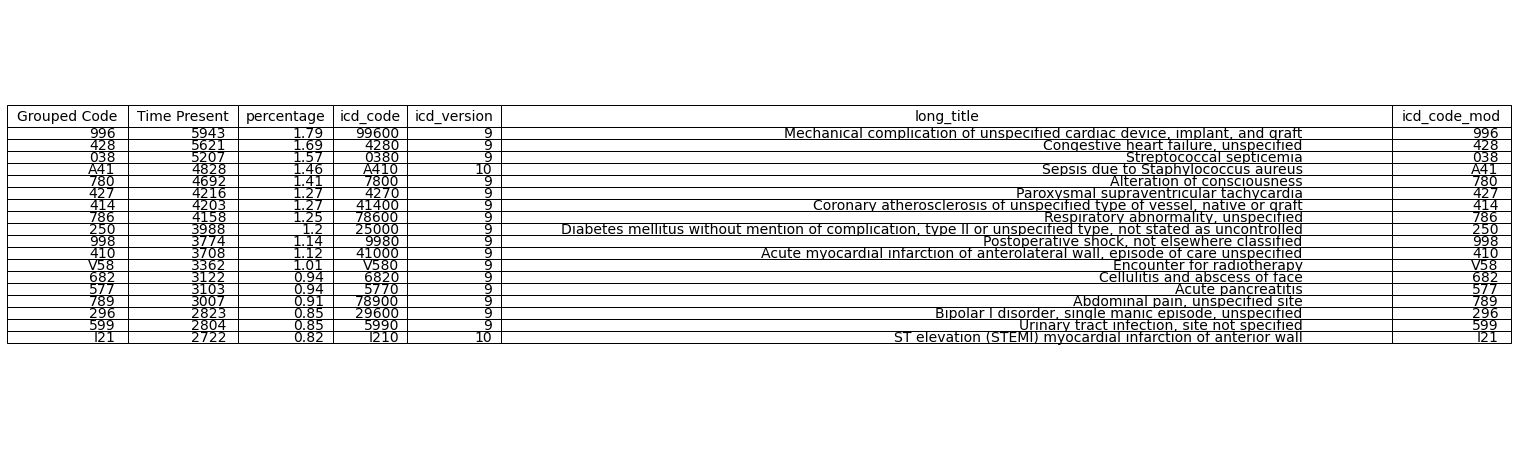 Grouped Code Time Present percentage icd_code icd_version long_title icd_code_mod
996 5943 1.79 99600 9 Mechanical complication of unspecified cardiac device, implant, and graft 996
428 5621 1.69 4280 9 Congestive heart failure, unspecified 428
038 5207 1.57 0380 9 Streptococcal septicemia 038
A41 4828 1.46 A410 10 Sepsis due to Staphylococcus aureus A41
780 4692 1.41 7800 9 Alteration of consciousness 780
427 4216 1.27 4270 9 Paroxysmal supraventricular tachycardia 427
414 4203 1.27 41400 9 Coronary atherosclerosis of unspecified type of vessel, native or graft 414
786 4158 1.25 78600 9 Respiratory abnormality, unspecified 786
250 3988 1.2 25000 9 Diabetes mellitus without mention of complication, type II or unspecified type, not stated as uncontrolled 250
998 3774 1.14 9980 9 Postoperative shock, not elsewhere classified 998
410 3708 1.12 41000 9 Acute myocardial infarction of anterolateral wall, episode of care unspecified 410
V58 3362 1.01 V580 9 Encounter for radiotherapy V58
682 3122 0.94 6820 9 Cellulitis and abscess of face 682
577 3103 0.94 5770 9 Acute pancreatitis 577
789 3007 0.91 78900 9 Abdominal pain, unspecified site 789
296 2823 0.85 29600 9 Bipolar I disorder, single manic episode, unspecified 296
599 2804 0.85 5990 9 Urinary tract infection, site not specified 599
I21 2722 0.82 I210 10 ST elevation (STEMI) myocardial infarction of anterior wall I21